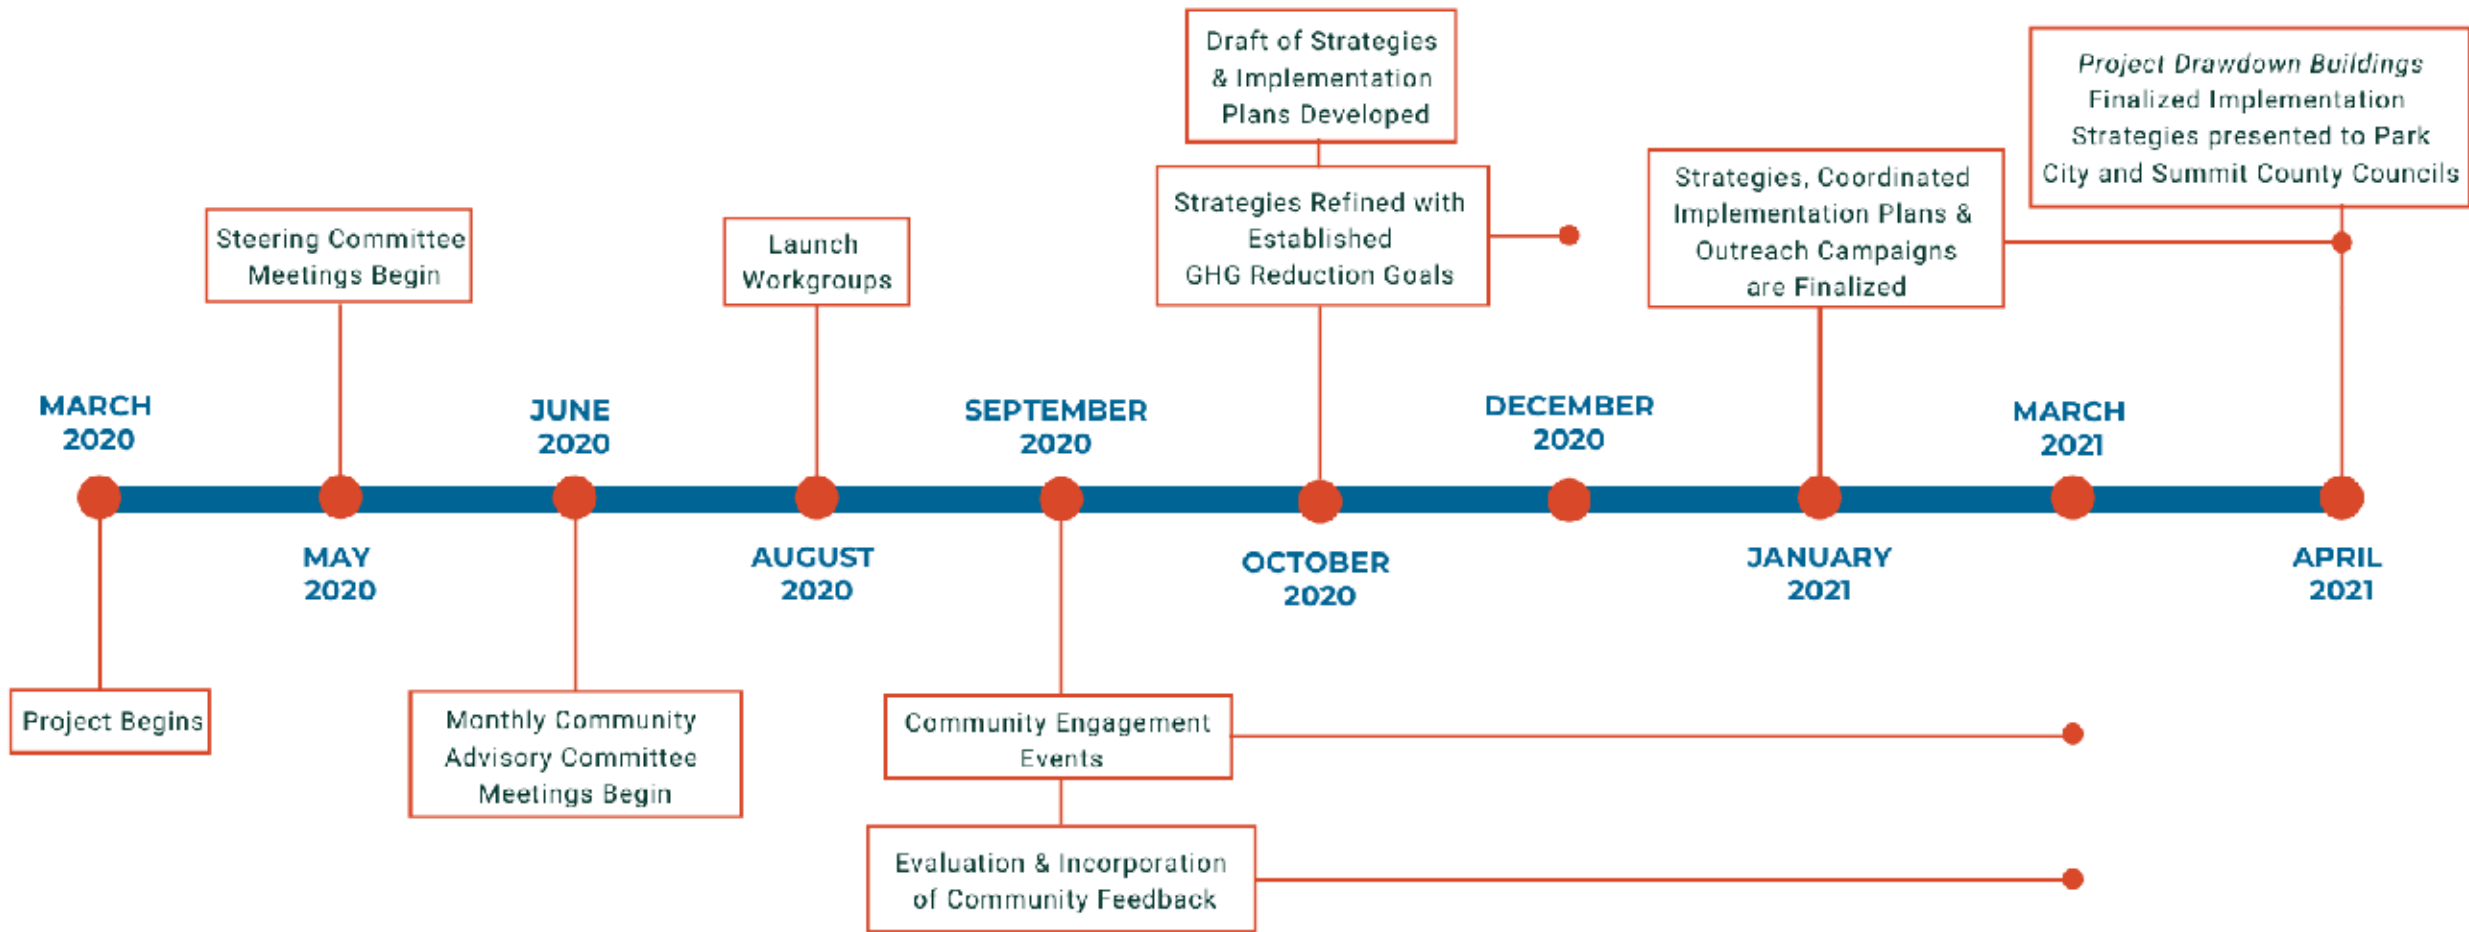 Draft of Strategies
& Implementation
Plans Developed
Project Drawdown Buildings
Finalized Implementation
Strategies presented to Park
City and Summit County Councils
Steering Committee
Meetings Begin
Launch
Workgroups
Strategies Refined with
Established
GHG Reduction Goals
Strategies, Coordinated
Implementation Plans &
Outreach Campaigns
are Finalized
MARCH
2020
JUNE
2020
SEPTEMBER
2020
DECEMBER
2020
MARCH
2021
MAY
2020
AUGUST
2020
OCTOBER
2020
JANUARY
2021
APRIL
2021
Project Begins
Monthly Community
Advisory Committee
Meetings Begin
Community Engagement
Events
Evaluation & Incorporation
of Community Feedback